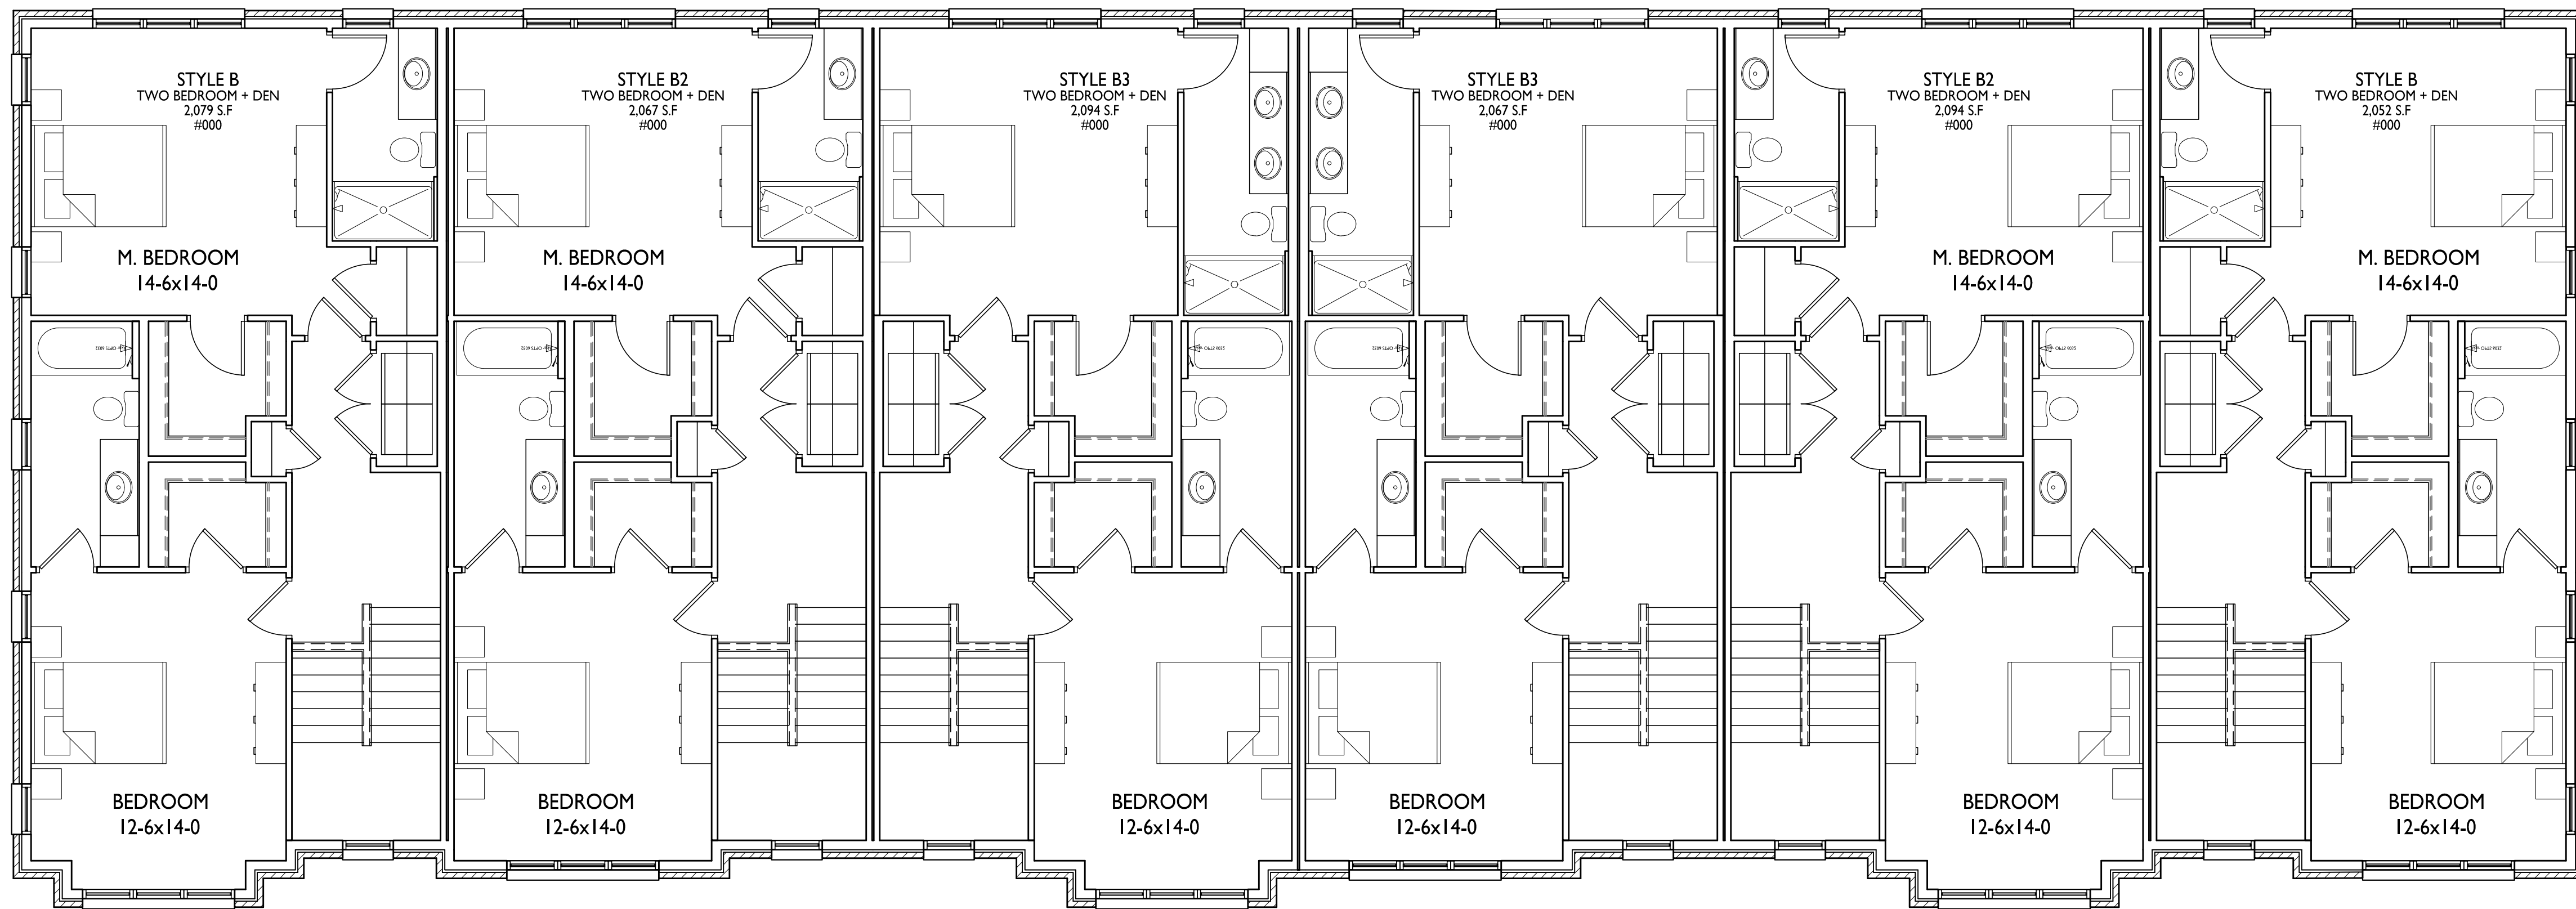 STYLE B
TWO BEDROOM + DEN
2,079 S.F
#000
STYLE B2
TWO BEDROOM + DEN
2,067 S.F
#000
STYLE B3
TWO BEDROOM + DEN
2,094 S.F
#000
STYLE B3
TWO BEDROOM + DEN
2,067 S.F
#000
STYLE B2
TWO BEDROOM + DEN
2,094 S.F
#000
STYLE B
TWO BEDROOM + DEN
2,052 S.F
#000
M. BEDROOM
14-6x14-0
M. BEDROOM
14-6x14-0
M. BEDROOM
14-6x14-0
M. BEDROOM
14-6x14-0
BEDROOM
12-6x14-0
BEDROOM
12-6x14-0
BEDROOM
12-6x14-0
BEDROOM
12-6x14-0
BEDROOM
12-6x14-0
BEDROOM
12-6x14-0